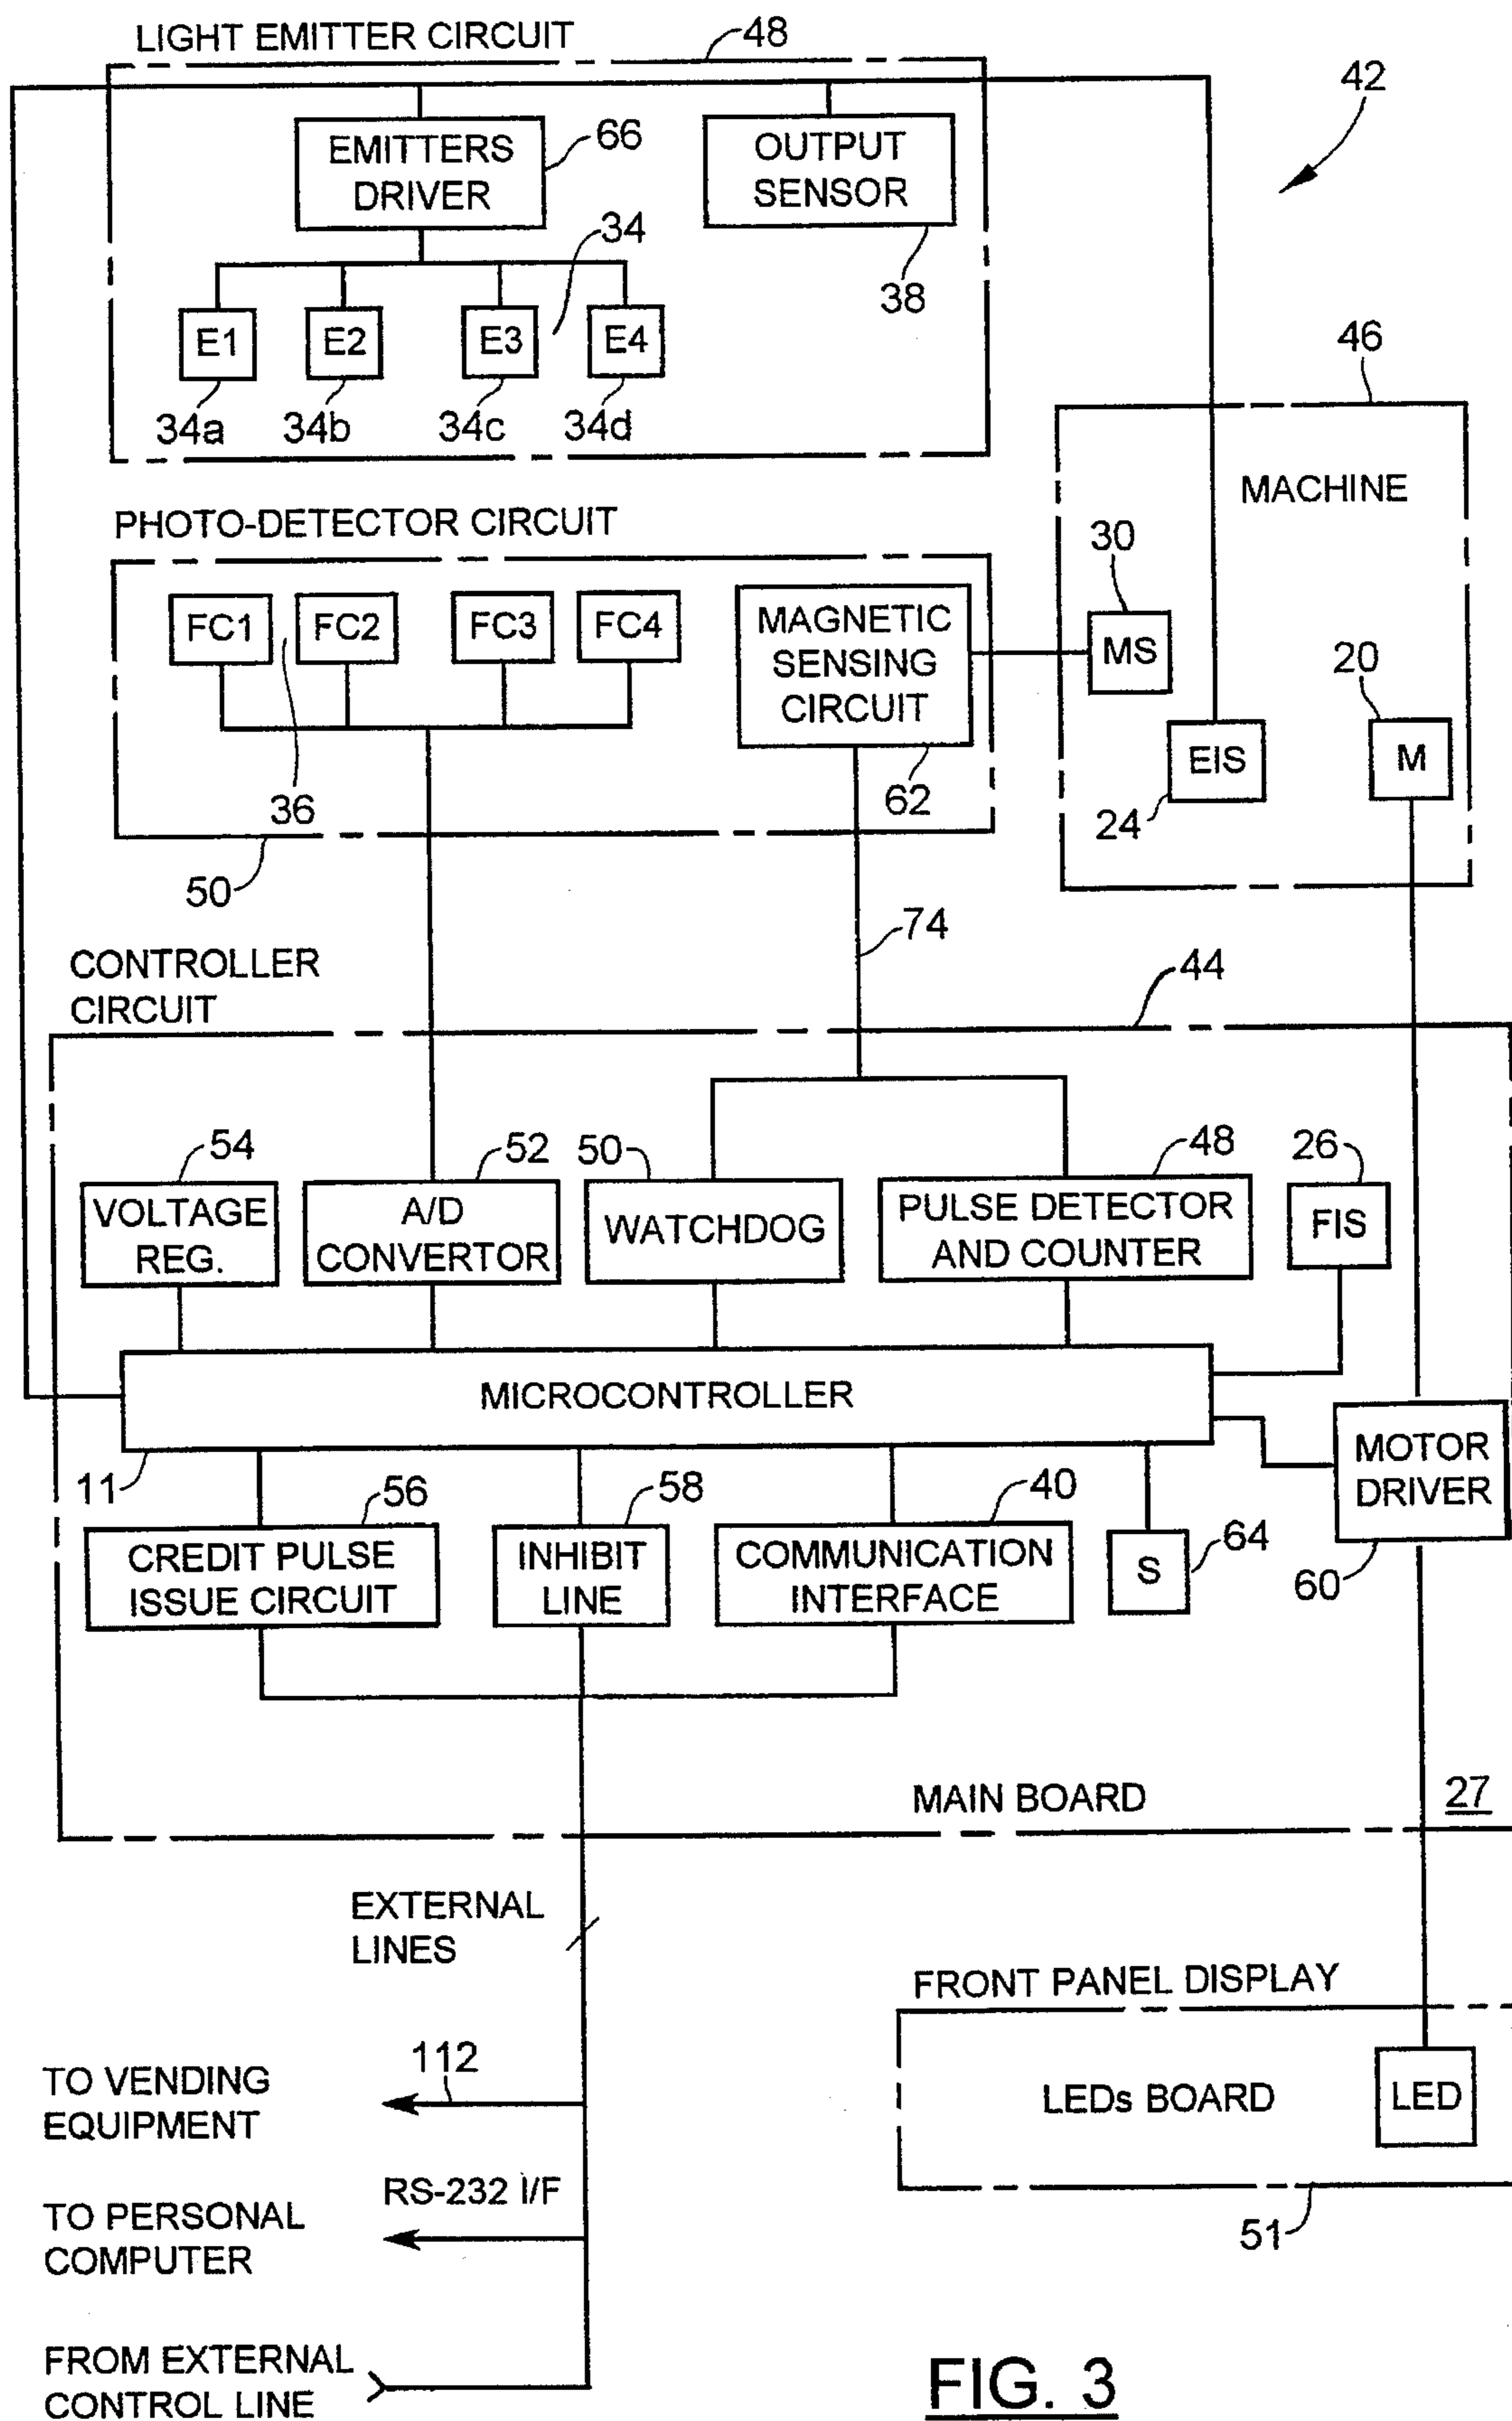 LIGHT EMITTER CIRCUIT
48
42
EMITTERS
DRIVER
66
OUTPUT
SENSOR
34
38
E1
E2
E3
E4
34a
34b
34c
34d
46
MACHINE
PHOTO-DETECTOR CIRCUIT
30
FC1
FC2
FC3
FC4
MAGNETIC
SENSING
CIRCUIT
MS
20
EIS
M
36
62
24
50
74
CONTROLLER
CIRCUIT
44
54
52
50
48
26
VOLTAGE
REG.
A/D
CONVERTOR
WATCHDOG
PULSE DETECTOR
AND COUNTER
FIS
MICROCONTROLLER
11
56
58
40
MOTOR
DRIVER
CREDIT PULSE
ISSUE CIRCUIT
INHIBIT
LINE
COMMUNICATION
INTERFACE
S
64
60
MAIN BOARD
27
EXTERNAL
LINES
FRONT PANEL DISPLAY
112
TO VENDING
EQUIPMENT
LEDs BOARD
LED
RS-232 I/F
TO PERSONAL
COMPUTER
51
FROM EXTERNAL
CONTROL LINE
FIG. 3